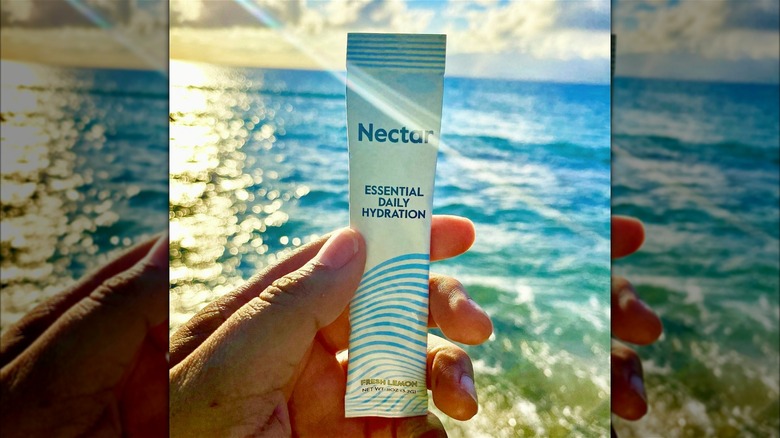 Nectar
ESSENTIAL
DAILY
HYDRATION
FRESH LEMON